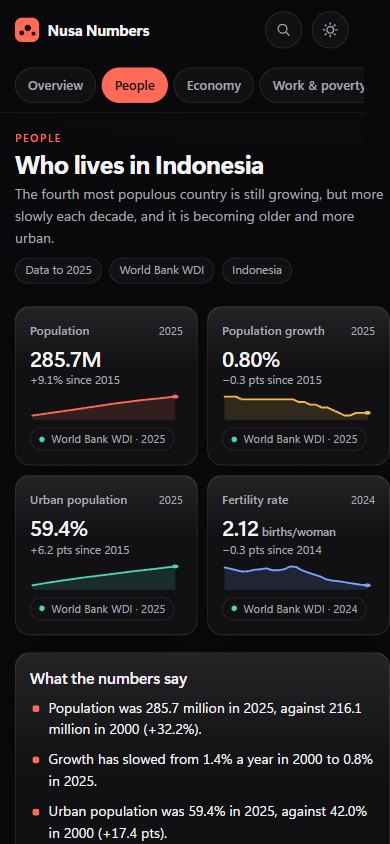 Nusa Numbers
Overview
People
Economy
Work & poverty
PEOPLE
Who lives in Indonesia
The fourth most populous country is still growing, but more
slowly each decade, and it is becoming older and more
urban.
Data to 2025
World Bank WDI
Indonesia
Population 2025
285.7M
+9.1% since 2015
World Bank WDI · 2025
Population growth 2025
0.80%
−0.3 pts since 2015
World Bank WDI · 2025
Urban population 2025
59.4%
+6.2 pts since 2015
World Bank WDI · 2025
Fertility rate 2024
2.12 births/woman
−0.3 pts since 2014
World Bank WDI · 2024
What the numbers say
Population was 285.7 million in 2025, against 216.1
million in 2000 (+32.2%).
Growth has slowed from 1.4% a year in 2000 to 0.8%
in 2025.
Urban population was 59.4% in 2025, against 42.0%
in 2000 (+17.4 pts).